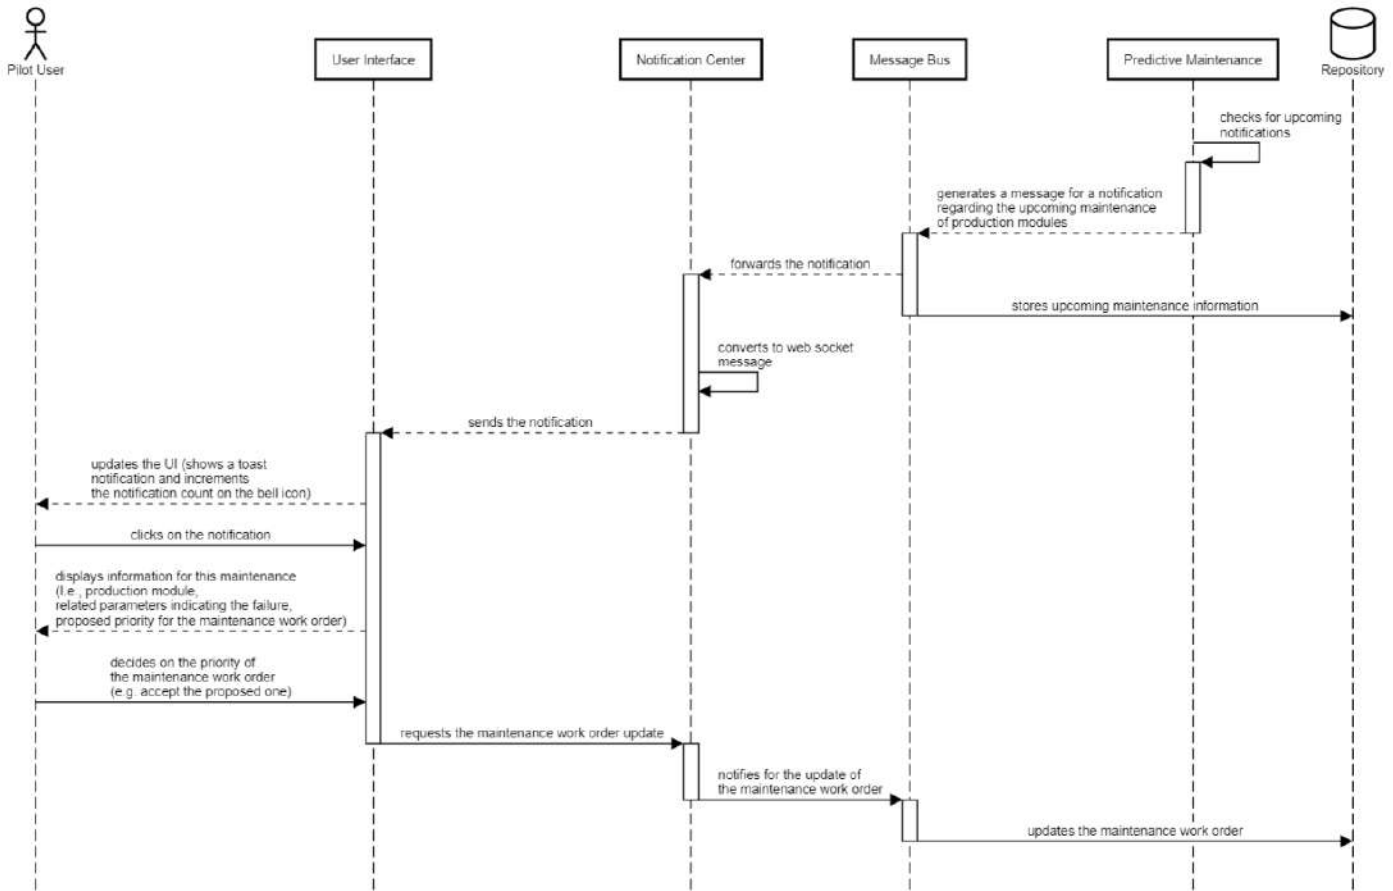 Pilot User
User Interface
Notification Center
Message Bus
Predictive Maintenance
Repository
checks for upcoming
notifications
generates a message for a notification
regarding the upcoming maintenance
of production modules
forwards the notification
stores upcoming maintenance information
converts to web socket
message
sends the notification
updates the UI (shows a toast
notification and increments
the notification count on the bell icon)
clicks on the notification
displays information for this maintenance
(I.e., production module,
related parameters indicating the failure,
proposed priority for the maintenance work order)
decides on the priority of
the maintenance work order
(e.g. accept the proposed one)
requests the maintenance work order update
notifies for the update of
the maintenance work order
updates the maintenance work order